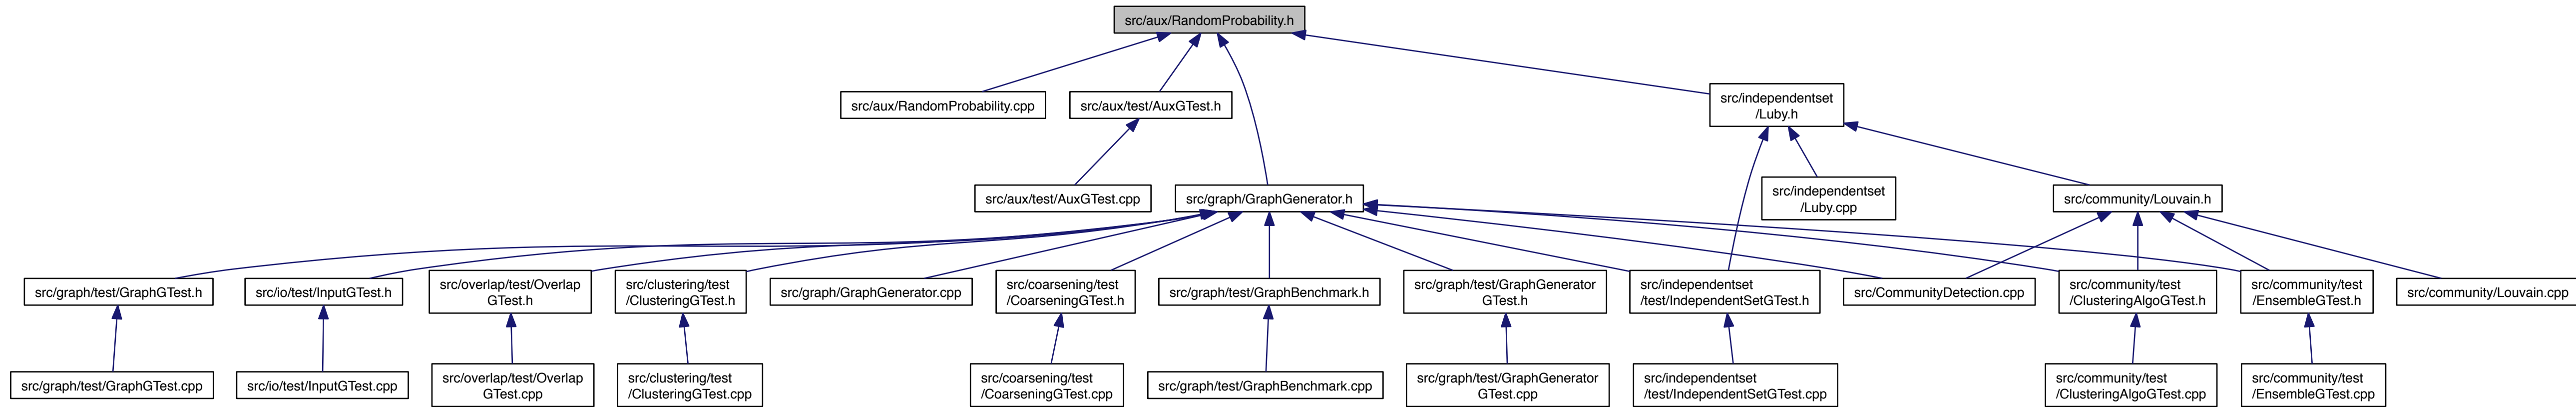 src/aux/RandomProbability.h
src/aux/RandomProbability.cpp
src/aux/test/AuxGTest.h
src/independentset
/Luby.h
src/aux/test/AuxGTest.cpp
src/graph/GraphGenerator.h
src/independentset
/Luby.cpp
src/community/Louvain.h
src/graph/test/GraphGTest.h
src/io/test/InputGTest.h
src/overlap/test/Overlap
GTest.h
src/clustering/test
/ClusteringGTest.h
src/graph/GraphGenerator.cpp
src/coarsening/test
/CoarseningGTest.h
src/graph/test/GraphBenchmark.h
src/graph/test/GraphGenerator
GTest.h
src/independentset
/test/IndependentSetGTest.h
src/CommunityDetection.cpp
src/community/test
/ClusteringAlgoGTest.h
src/community/test
/EnsembleGTest.h
src/community/Louvain.cpp
src/graph/test/GraphGTest.cpp
src/io/test/InputGTest.cpp
src/overlap/test/Overlap
GTest.cpp
src/clustering/test
/ClusteringGTest.cpp
src/coarsening/test
/CoarseningGTest.cpp
src/graph/test/GraphBenchmark.cpp
src/graph/test/GraphGenerator
GTest.cpp
src/independentset
/test/IndependentSetGTest.cpp
src/community/test
/ClusteringAlgoGTest.cpp
src/community/test
/EnsembleGTest.cpp